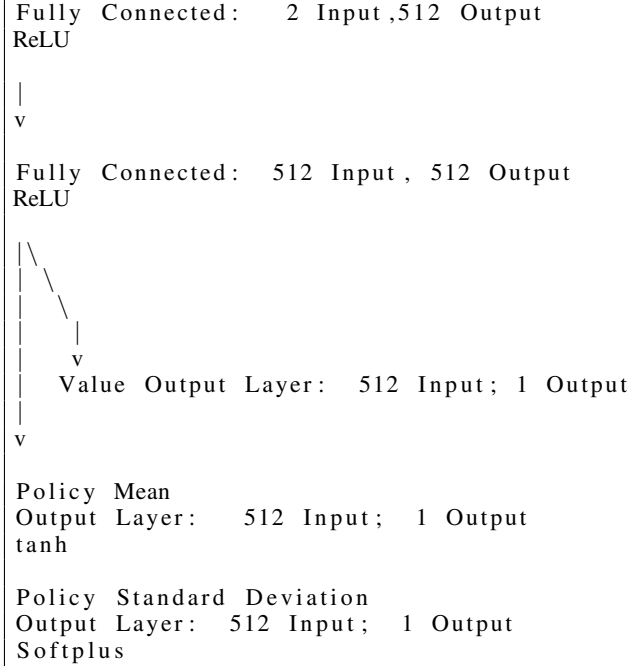 Fully Connected: 2 Input ,512 Output
ReLU
|
v
Fully Connected: 512 Input , 512 Output
ReLU
|\
| \
|  \
|   |
|   v
| Value Output Layer: 512 Input; 1 Output
|
v
Policy Mean
Output Layer: 512 Input; 1 Output
tanh
Policy Standard Deviation
Output Layer: 512 Input; 1 Output
Softplus